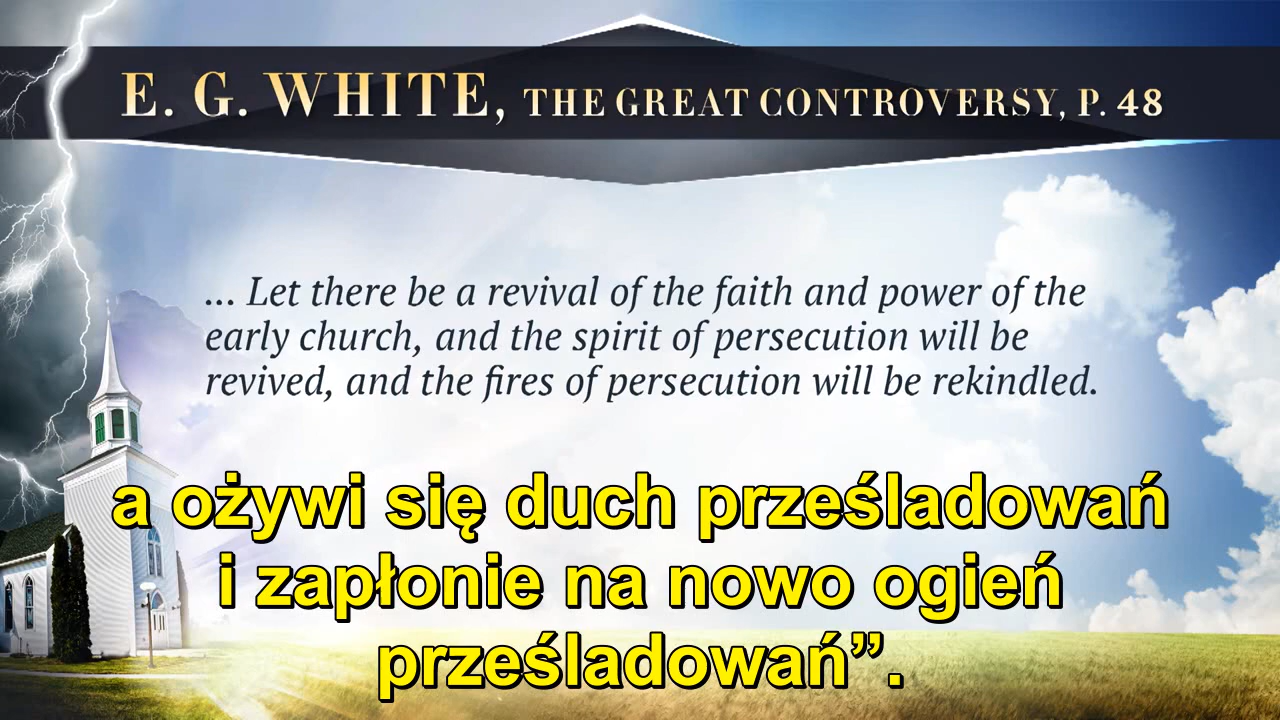 E. G. WHITE, THE GREAT CONTROVERSY, P. 48
... Let there be a revival of the faith and power of the
early church, and the spirit of persecution will be
revived, and the fires of persecution will be rekindled.
a ożywi się duch prześladowań
i zapłonie na nowo ogień
prześladowań”.